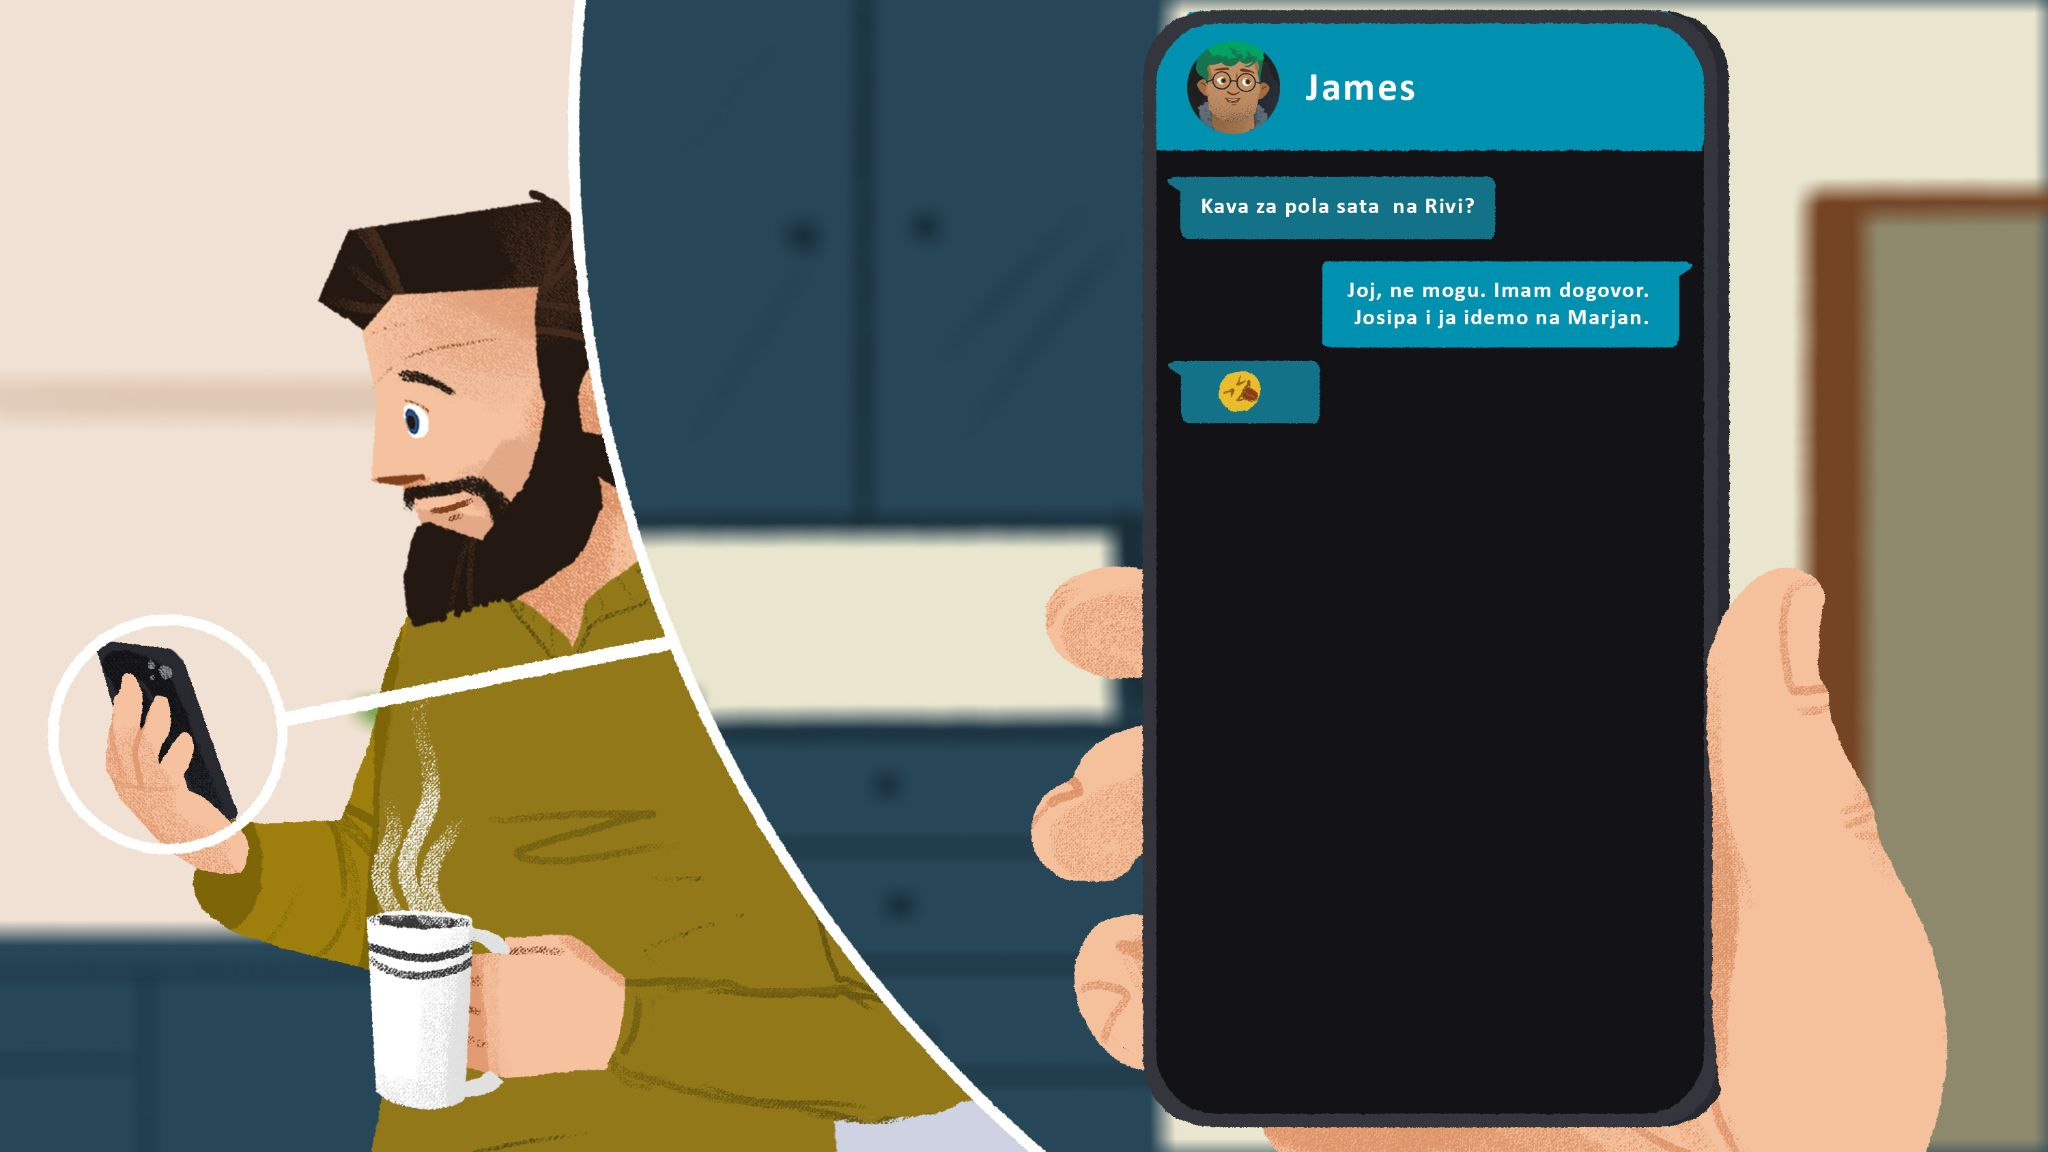 James
Kava za pola sata  na Rivi?
Joj, ne mogu. Imam dogovor.
Josipa i ja idemo na Marjan.